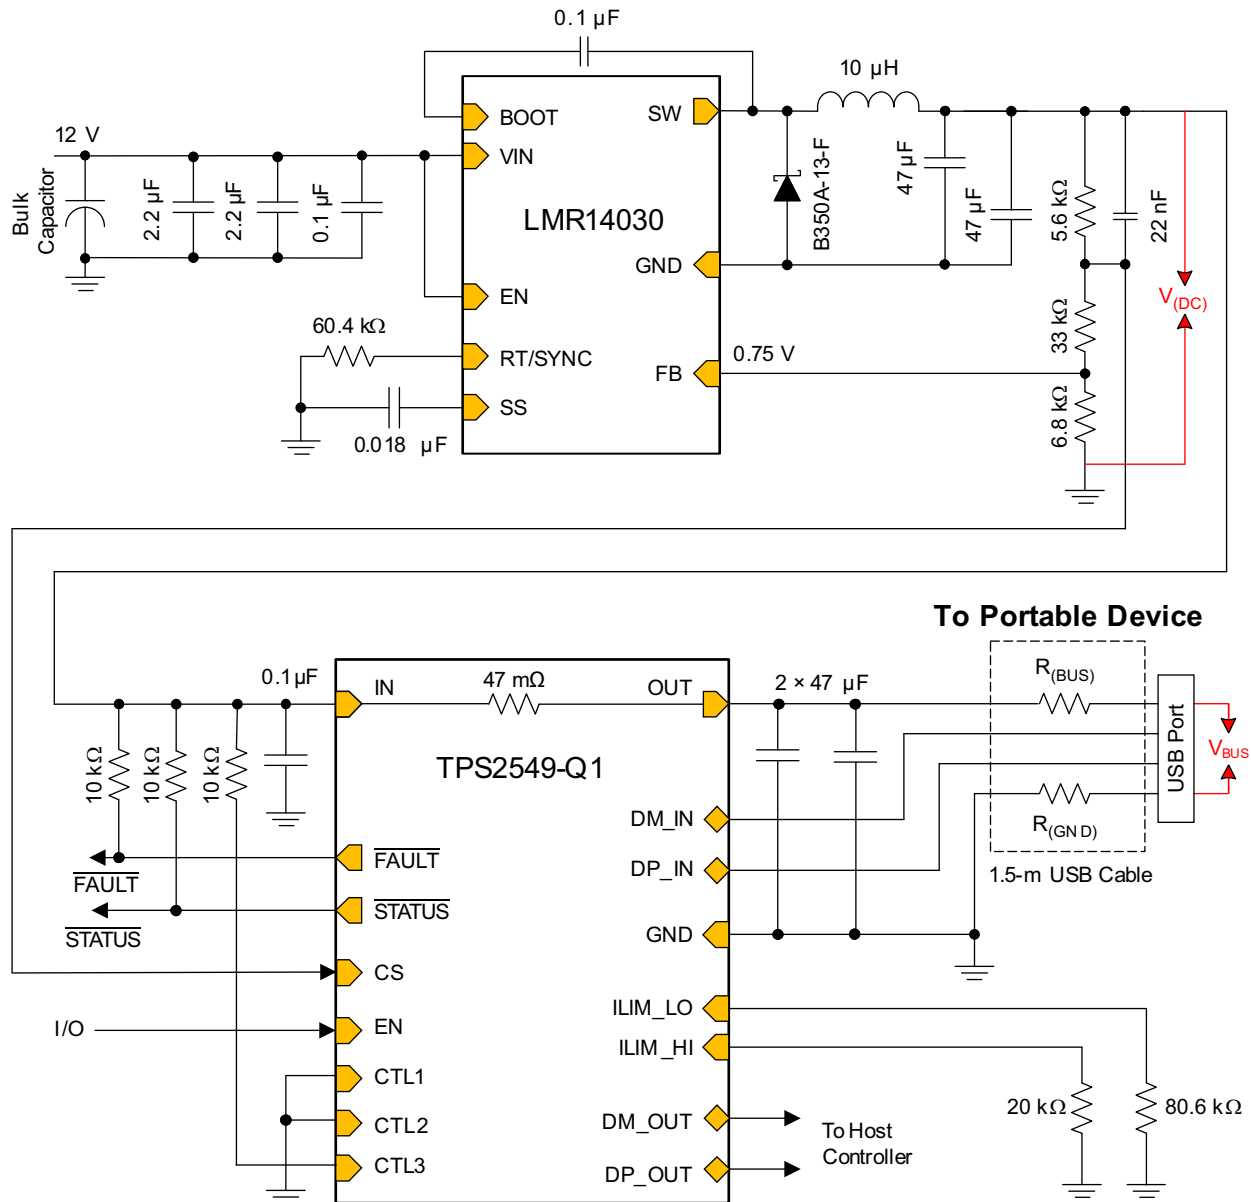 0.1 µF
10 µH
BOOT
SW
12 V
VIN
Bulk
Capacitor
2.2 µF
2.2 µF
0.1 µF
LMR14030
B350A-13-F
47 µF
47 µF
5.6 kΩ
22 nF
GND
EN
V(DC)
60.4 kΩ
33 kΩ
RT/SYNC
FB
0.75 V
SS
0.018 µF
6.8 kΩ
To Portable Device
0.1 µF
IN
47 mΩ
OUT
2 × 47 µF
R(BUS)
10 kΩ
10 kΩ
10 kΩ
TPS2549-Q1
USB Port
VBUS
DM_IN
R(GND)
FAULT
FAULT
DP_IN
1.5-m USB Cable
STATUS
STATUS
GND
CS
ILIM_LO
I/O
EN
ILIM_HI
CTL1
20 kΩ
80.6 kΩ
CTL2
DM_OUT
To Host
Controller
CTL3
DP_OUT